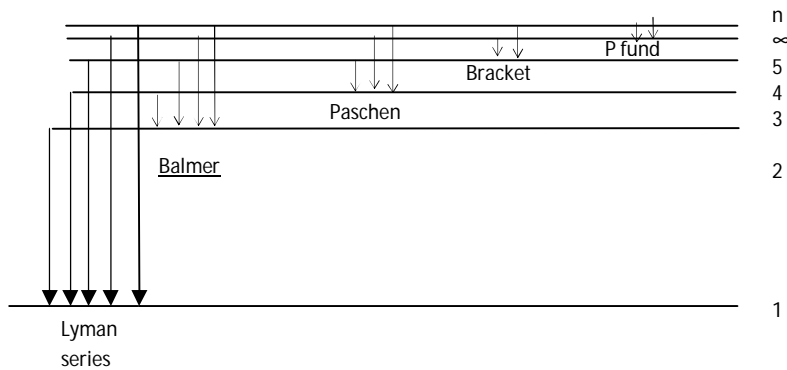 n
∞
P fund
5
Bracket
4
Paschen
3
Balmer
2
1
Lyman
series